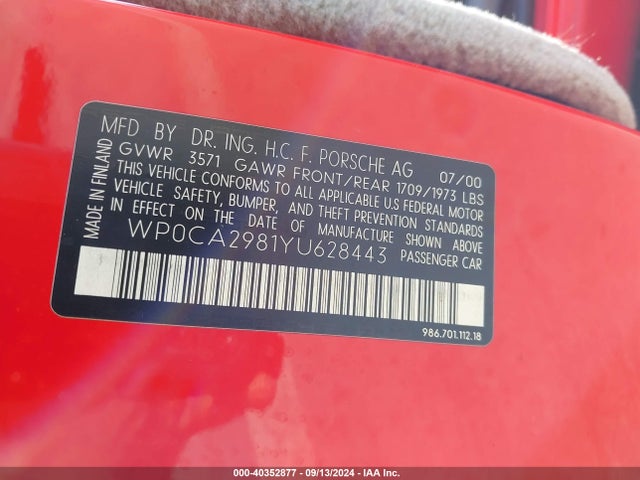 MFD BY DR. ING. H.C. F. PORSCHE AG 07/00
GVWR 3571 GAWR FRONT/REAR 1709/1973 LBS
THIS VEHICLE CONFORMS TO ALL APPLICABLE U.S FEDERAL MOTOR
VEHICLE SAFETY, BUMPER, AND THEFT PREVENTION STANDARDS
IN EFFECT ON THE DATE OF MANUFACTURE SHOWN ABOVE
WP0CA2981YU628443 PASSENGER CAR
MADE IN FINLAND
986.701.112.18
000-40352877 - 09/13/2024 - IAA Inc.